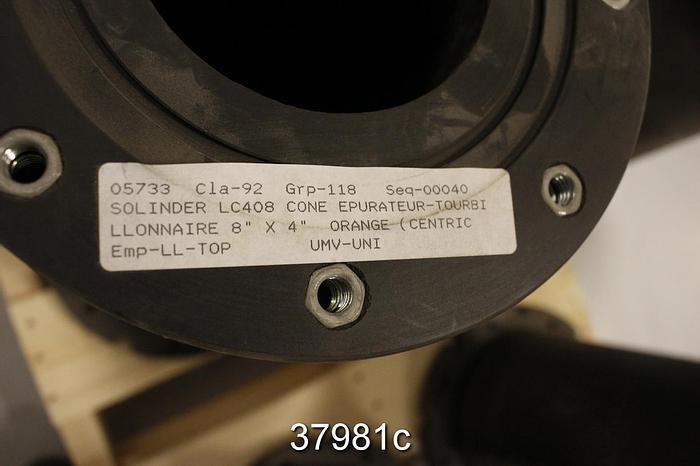 05733 Cla-92 Grp-118 Seq-00040
SOLINDER LC408 CONE EPURATEUR-TOURBI
LLONNAIRE 8" X 4" ORANGE (CENTRIC
Emp-LL-TOP UMV-UNI
37981c